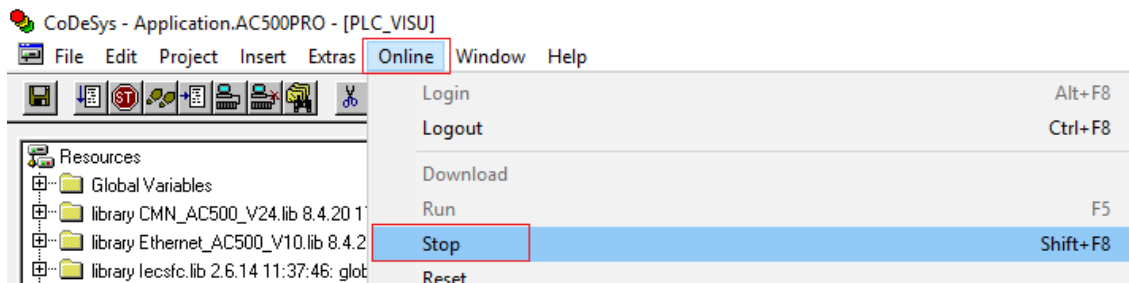 CoDeSys - Application.AC500PRO - [PLC_VISU]
File Edit Project Insert Extras Online Window Help
ST
Login Alt+F8
Logout Ctrl+F8
Resources
Download
Global Variables
Run F5
library CMN_AC500_V24.lib 8.4.20 1
library Ethernet_AC500_V10.lib 8.4.2
Stop Shift+F8
library Iecsfc.lib 2.6.14 11:37:46: glob
Reset